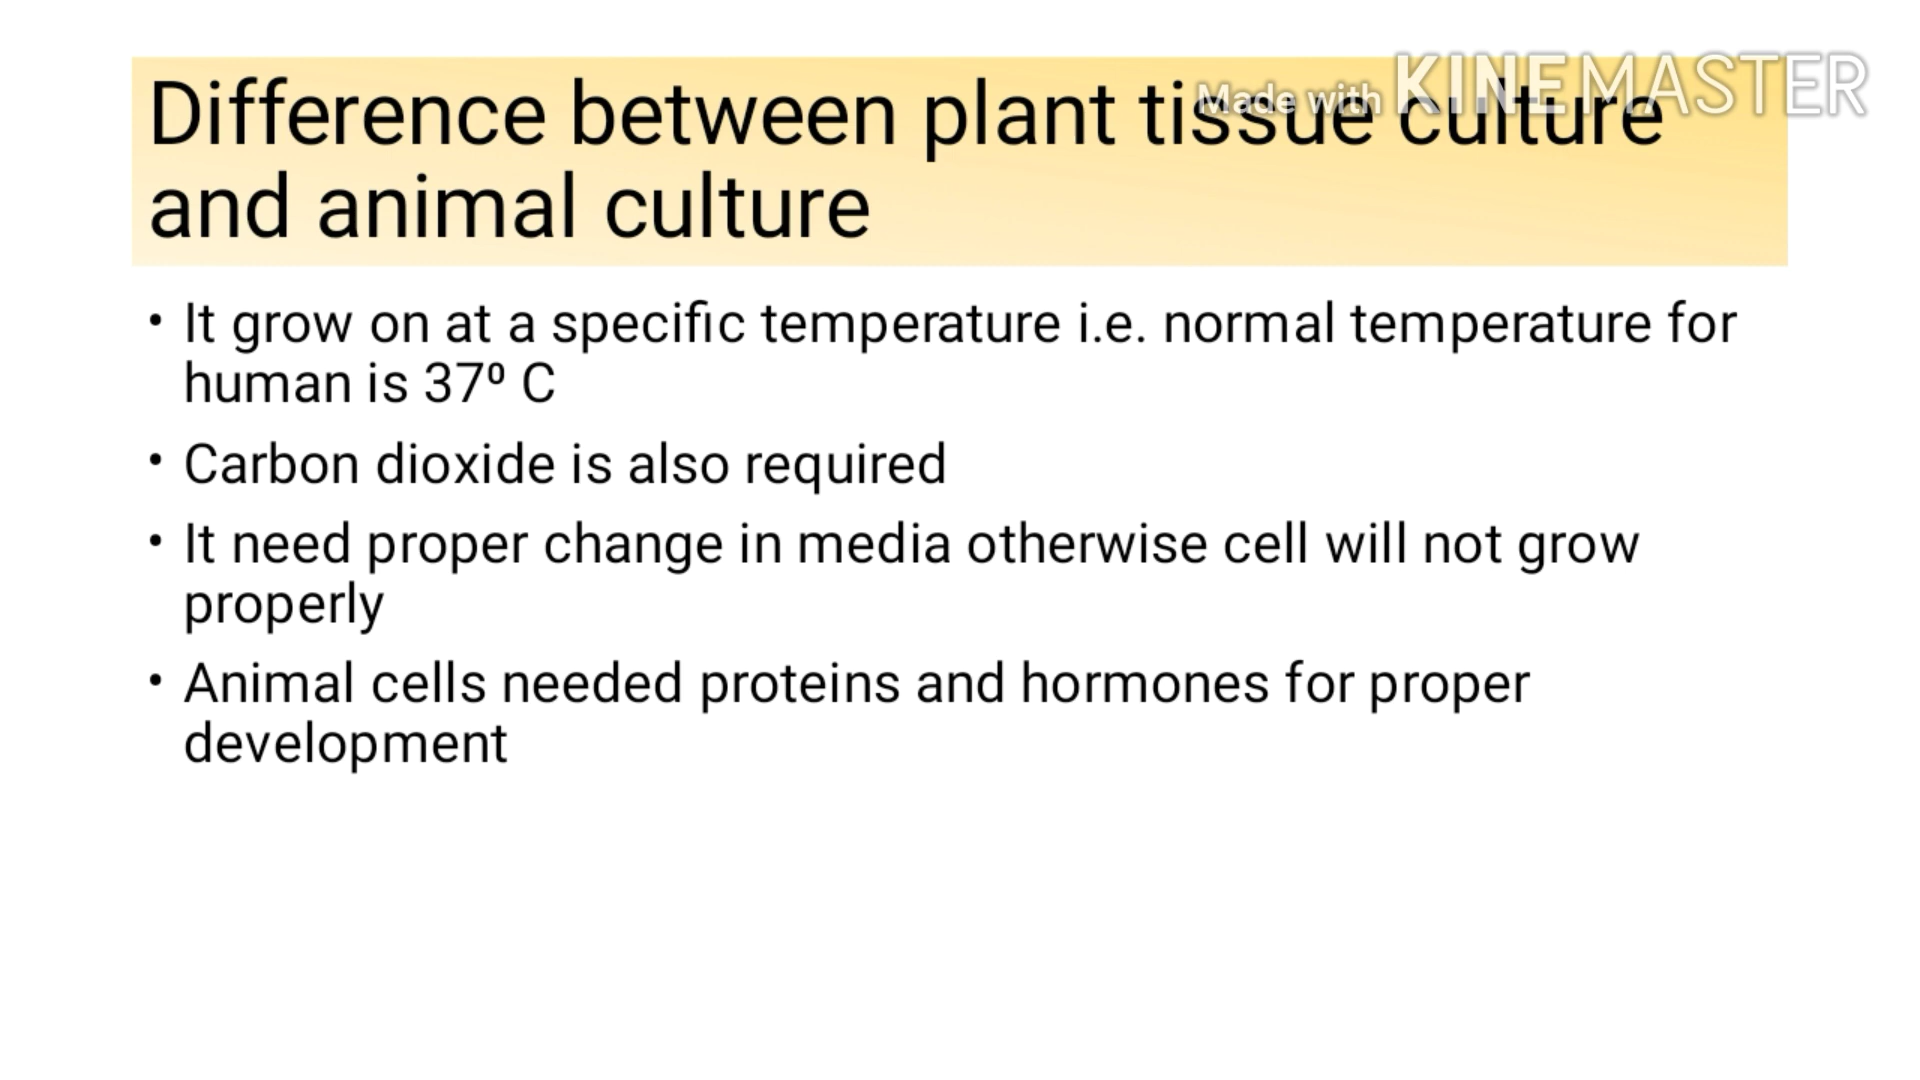 Made with KINEMASTER
Difference between plant tissue culture
and animal culture
• It grow on at a specific temperature i.e. normal temperature for
human is 37⁰ C
• Carbon dioxide is also required
• It need proper change in media otherwise cell will not grow
properly
• Animal cells needed proteins and hormones for proper
development